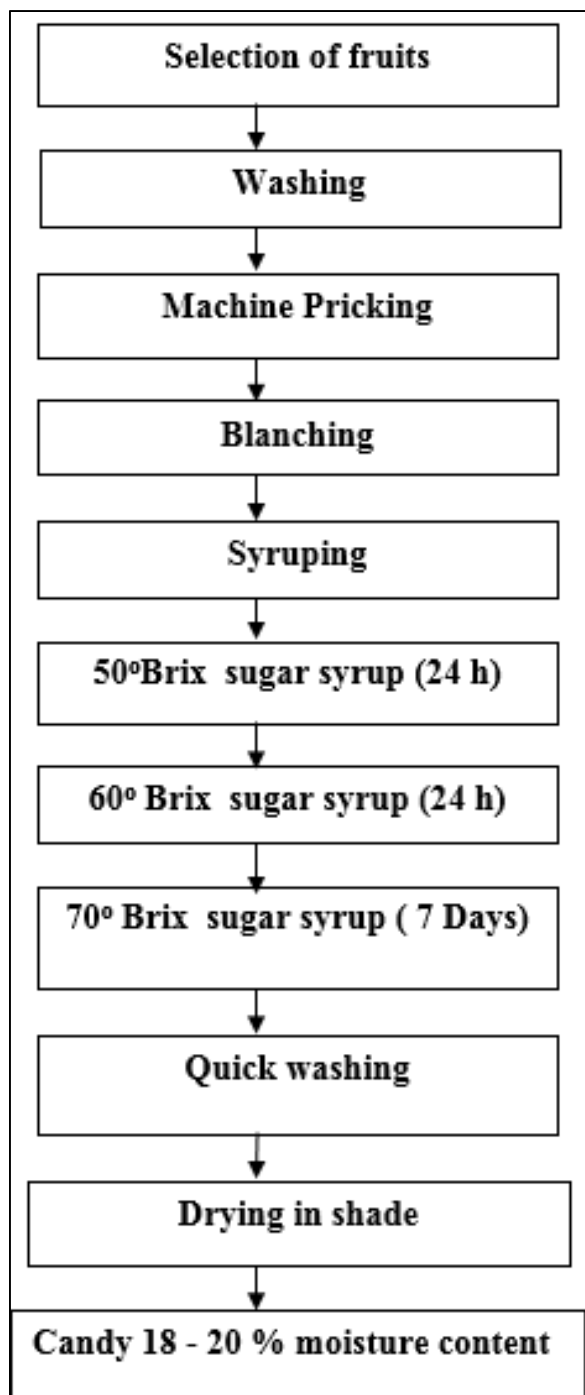 Selection of fruits
Washing
Machine Pricking
Blanching
Syruping
50ᵒBrix  sugar syrup (24 h)
60ᵒ Brix  sugar syrup (24 h)
70ᵒ Brix  sugar syrup ( 7 Days)
Quick washing
Drying in shade
Candy 18 - 20 % moisture content